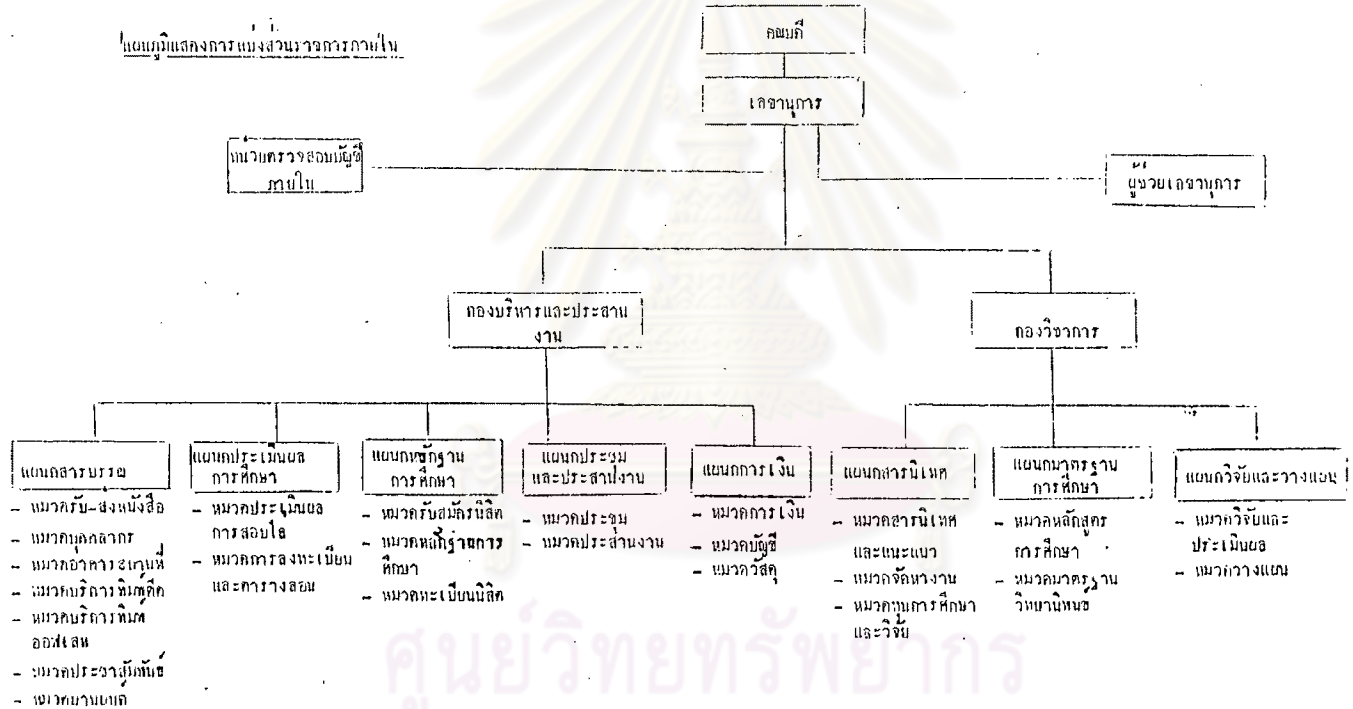 แผนภูมิแสดงการแบ่งส่วนราชการภายใน
คณบดี
เลขานุการ
หน่วยตรวจสอบบัญชี
ภายใน
ผู้ช่วยเลขานุการ
กองบริหารและประสาน
งาน
กองวิชาการ
แผนกสารบรรณ
- หมวดรับ-ส่งหนังสือ
- หมวดบุคคลากร
- หมวดอาคารสถานที่
- หมวดบริการพิมพ์ดีด
- หมวดบริการพิมพ์
ออฟเสท
- หมวดประชาสัมพันธ์
- หมวดยานยนต์
แผนกประเมินผล
การศึกษา
- หมวดประเมินผล
การสอบไล่
- หมวดการลงทะเบียน
และตารางสอน
แผนกหลักฐาน
การศึกษา
- หมวดรับสมัครนิสิต
- หมวดหลักฐานการ
ศึกษา
- หมวดทะเบียนนิสิต
แผนกประชุม
และประสานงาน
- หมวดประชุม
- หมวดประสานงาน
แผนกการเงิน
- หมวดการเงิน
- หมวดบัญชี
- หมวดวัสดุ
แผนกสารนิเทศ
- หมวดสารนิเทศ
และแนะแนว
- หมวดจัดหางาน
- หมวดทุนการศึกษา
และวิจัย
แผนกมาตรฐาน
การศึกษา
- หมวดหลักสูตร
การศึกษา
- หมวดมาตรฐาน
วิทยานิพนธ์
แผนกวิจัยและวางแผน
- หมวดวิจัยและ
ประเมินผล
- หมวดวางแผน
ศูนย์วิทยทรัพยากร